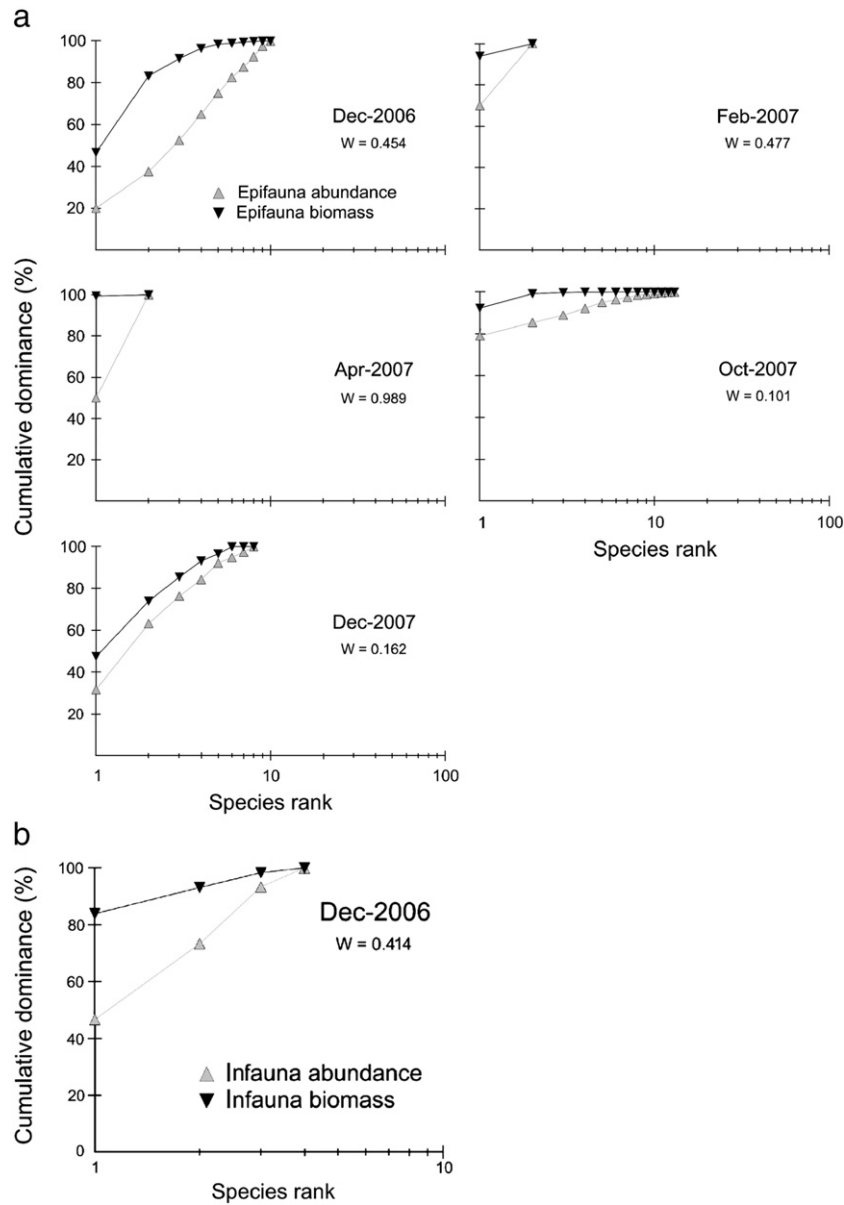 a
Cumulative dominance (%)
100
80
60
40
20
Dec-2006
W = 0.454
Epifauna abundance
Epifauna biomass
Feb-2007
W = 0.477
100
80
60
40
20
Apr-2007
W = 0.989
Oct-2007
W = 0.101
1
10
100
Species rank
100
80
60
40
20
Dec-2007
W = 0.162
1
10
100
Species rank
b
Cumulative dominance (%)
100
80
60
40
20
0
Dec-2006
W = 0.414
Infauna abundance
Infauna biomass
1
10
Species rank